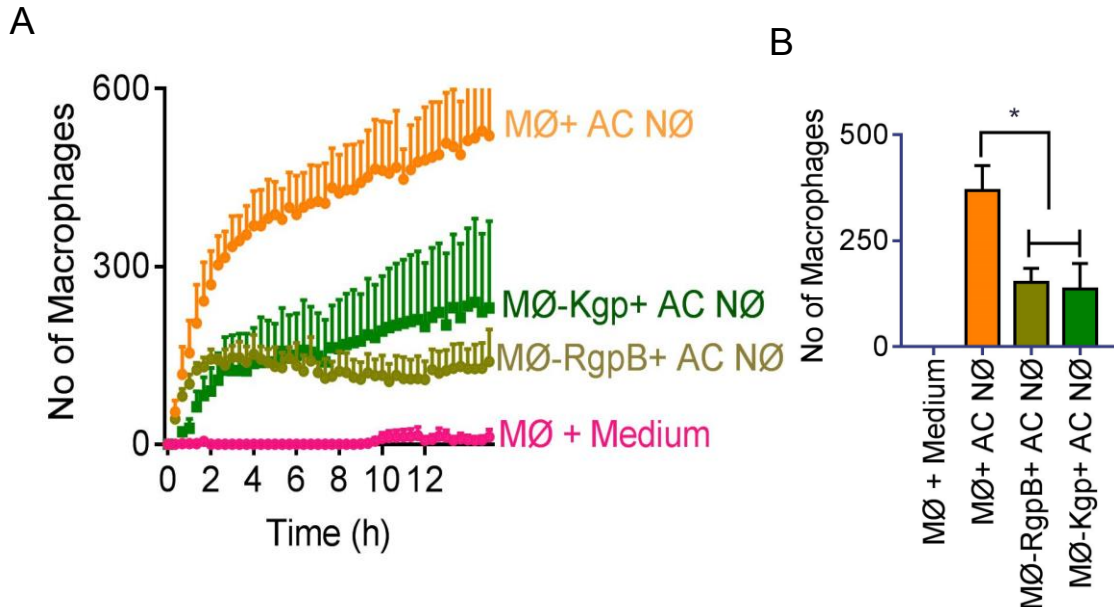 A
No of Macrophages
600
300
0
0 2 4 6 8 10 12
Time (h)
MØ+ AC NØ
MØ-Kgp+ AC NØ
MØ-RgpB+ AC NØ
MØ + Medium
B
No of Macrophages
500
250
0
*
MØ + Medium
MØ+ AC NØ
MØ-RgpB+ AC NØ
MØ-Kgp+ AC NØ